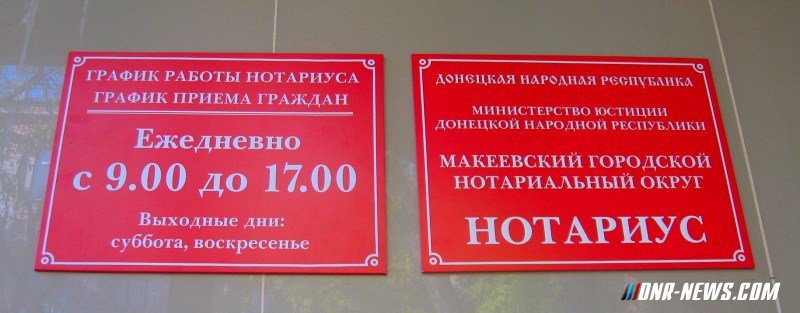 ГРАФИК РАБОТЫ НОТАРИУСА
ГРАФИК ПРИЕМА ГРАЖДАН
Ежедневно
с 9.00 до 17.00
Выходные дни:
суббота, воскресенье
ДОНЕЦКАЯ НАРОДНАЯ РЕСПУБЛИКА
МИНИСТЕРСТВО ЮСТИЦИИ
ДОНЕЦКОЙ НАРОДНОЙ РЕСПУБЛИКИ
МАКЕЕВСКИЙ ГОРОДСКОЙ
НОТАРИАЛЬНЫЙ ОКРУГ
НОТАРИУС
DNR-NEWS.COM